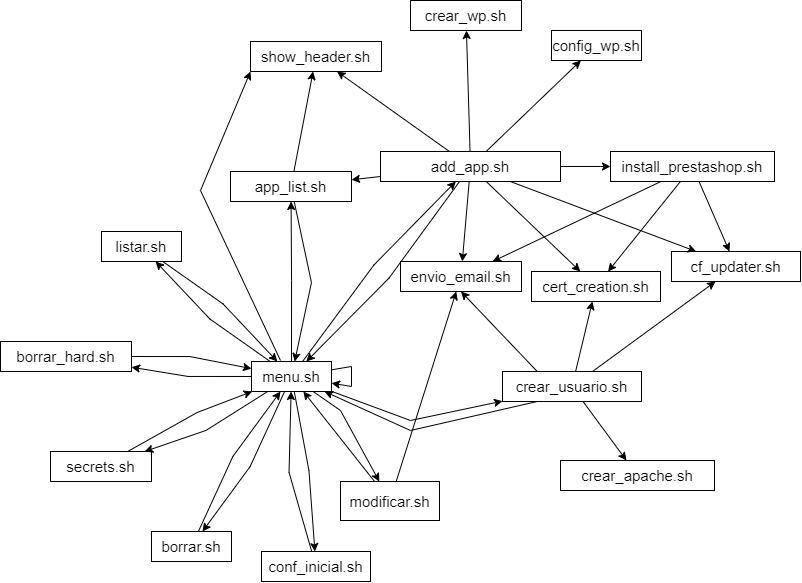 crear_wp.sh
config_wp.sh
show_header.sh
add_app.sh
install_prestashop.sh
app_list.sh
listar.sh
envio_email.sh
cert_creation.sh
cf_updater.sh
borrar_hard.sh
menu.sh
crear_usuario.sh
secrets.sh
crear_apache.sh
modificar.sh
borrar.sh
conf_inicial.sh